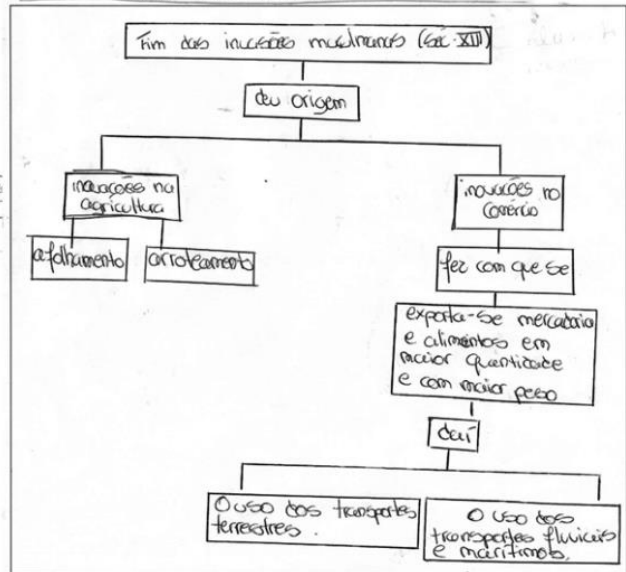 Fim das invasões muçulmanas (séc. XIII)
deu origem
inovações na
agricultura
inovações no
Comércio
afolhamento
arroteamento
fez com que se
exporta-se mercadoria
e alimentos em
maior quantidade
e com maior peso
daí
O uso dos transportes
terrestres.
O uso dos
transportes fluviais
e marítimos.